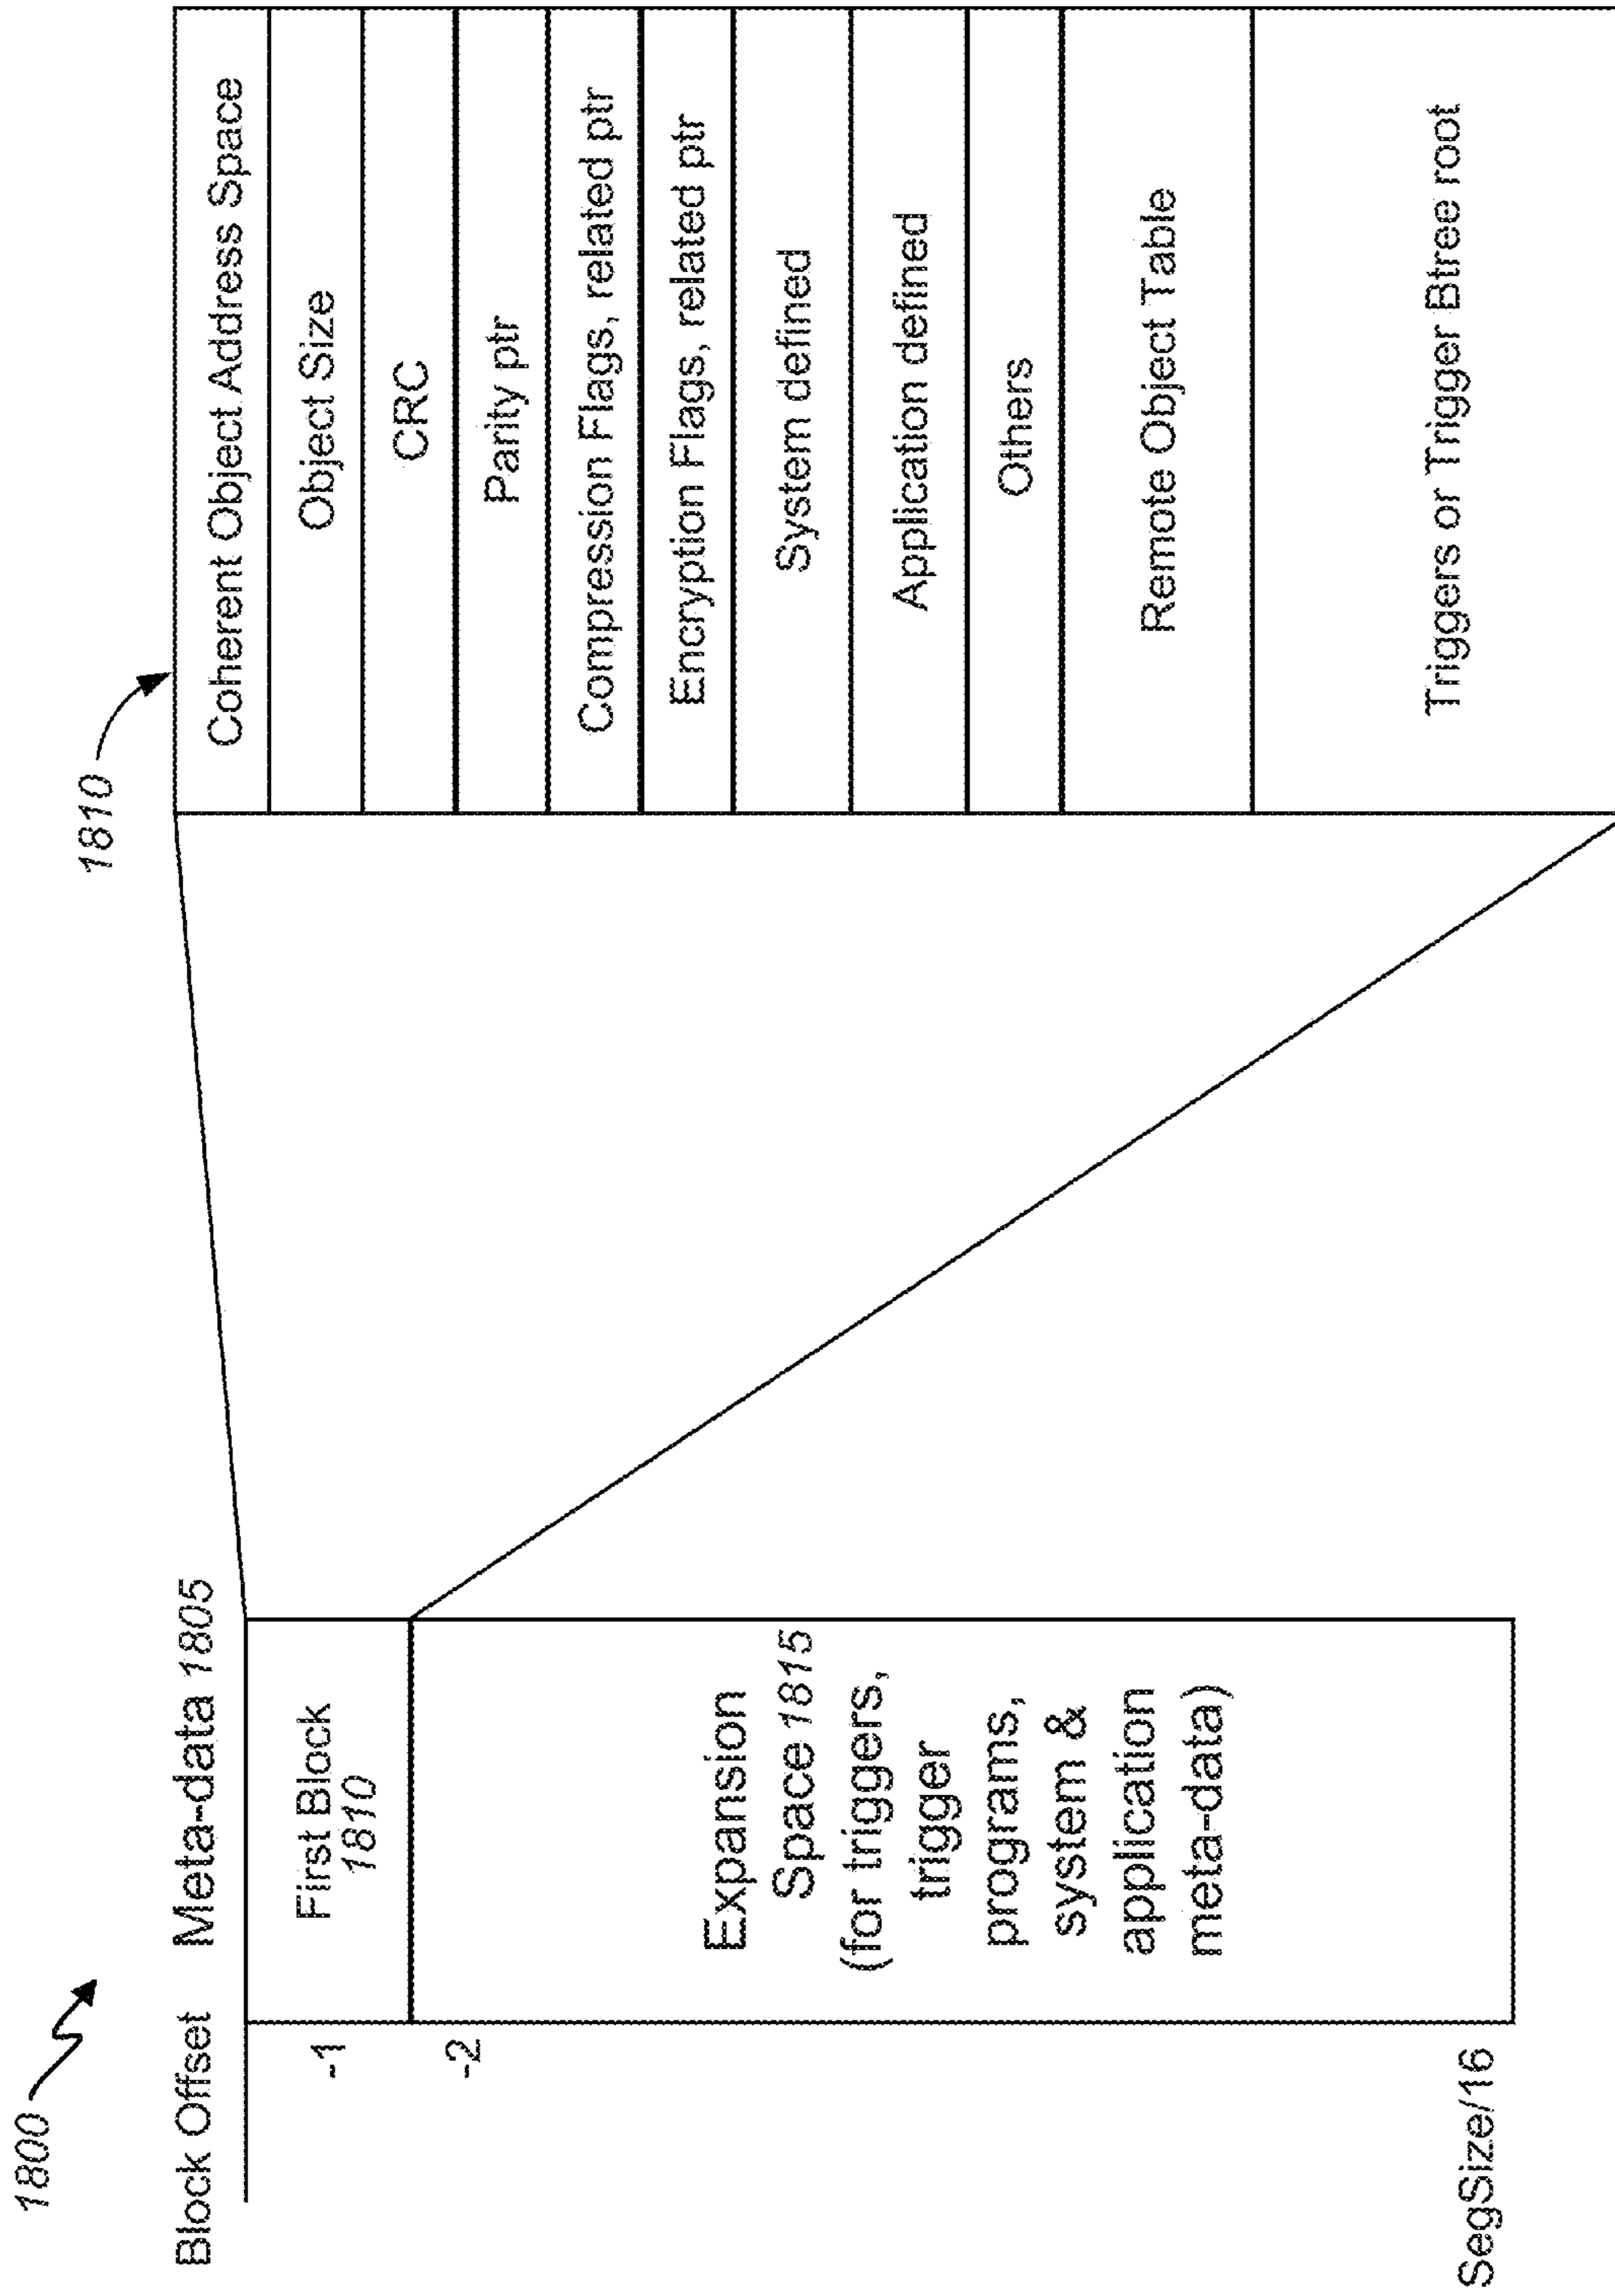 1800
Block Offset
Meta-data 1805
-1
First Block
1810
-2
Expansion
Space 1815
(for triggers,
trigger
programs,
system &
application
meta-data)
SegSize/16
1810
Coherent Object Address Space
Object Size
CRC
Parity ptr
Compression Flags, related ptr
Encryption Flags, related ptr
System defined
Application defined
Others
Remote Object Table
Triggers or Trigger Btree root